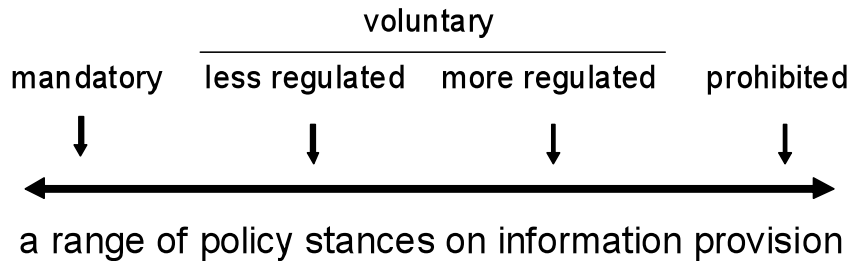 voluntary
mandatory less regulated more regulated prohibited
a range of policy stances on information provision